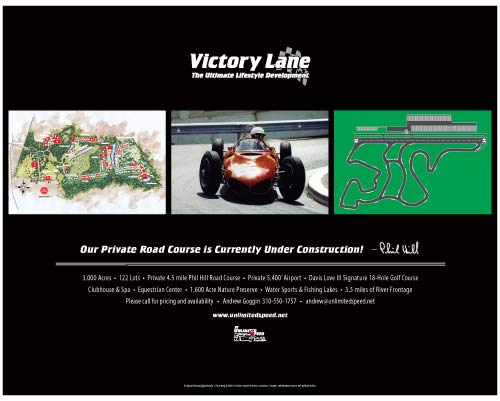 Victory Lane
The Ultimate Lifestyle Development
Our Private Road Course is Currently Under Construction! – Phil Hill
3,000 Acres • 122 Lots • Private 4.5 mile Phil Hill Road Course • Private 5,400' Airport • Davis Love III Signature 18-Hole Golf Course
Clubhouse & Spa • Equestrian Center • 1,600 Acre Nature Preserve • Water Sports & Fishing Lakes • 3.5 miles of River Frontage
Please call for pricing and availability • Andrew Goggin 310-550-1757 • andrew@unlimitedspeed.net
www.unlimitedspeed.net